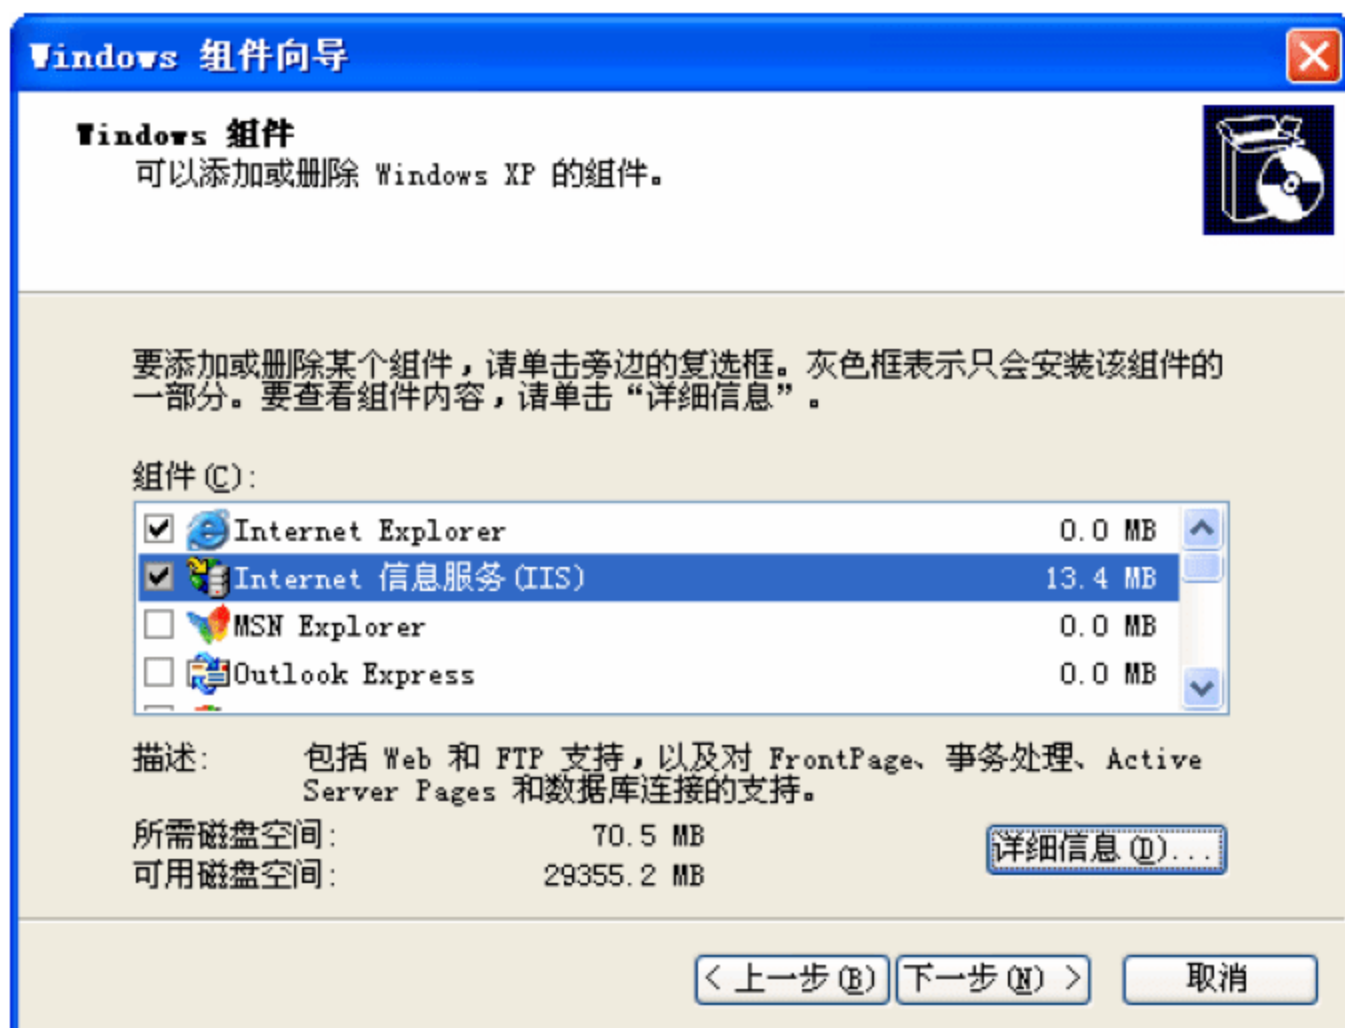 Windows 组件向导
Windows 组件
可以添加或删除 Windows XP 的组件。
要添加或删除某个组件，请单击旁边的复选框。灰色框表示只会安装该组件的
一部分。要查看组件内容，请单击“详细信息”。
组件(C):
Internet Explorer 0.0 MB
Internet 信息服务(IIS) 13.4 MB
MSN Explorer 0.0 MB
Outlook Express 0.0 MB
描述: 包括 Web 和 FTP 支持，以及对 FrontPage、事务处理、Active
Server Pages 和数据库连接的支持。
所需磁盘空间: 70.5 MB
可用磁盘空间: 29355.2 MB
详细信息(D)...
< 上一步(B) 下一步(N) > 取消